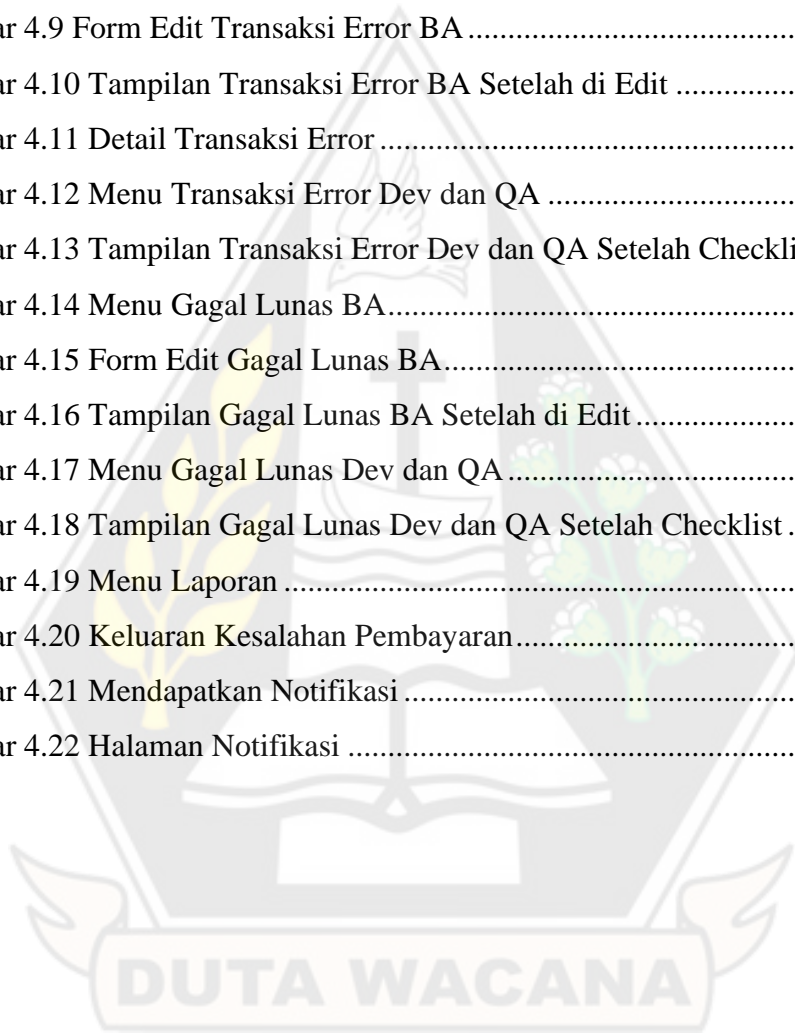 ar 4.9 Form Edit Transaksi Error BA ........................................
ar 4.10 Tampilan Transaksi Error BA Setelah di Edit ...............
ar 4.11 Detail Transaksi Error ...................................................
ar 4.12 Menu Transaksi Error Dev dan QA ..............................
ar 4.13 Tampilan Transaksi Error Dev dan QA Setelah Checkli
ar 4.14 Menu Gagal Lunas BA..................................................
ar 4.15 Form Edit Gagal Lunas BA...........................................
ar 4.16 Tampilan Gagal Lunas BA Setelah di Edit ....................
ar 4.17 Menu Gagal Lunas Dev dan QA ...................................
ar 4.18 Tampilan Gagal Lunas Dev dan QA Setelah Checklist .
ar 4.19 Menu Laporan ...............................................................
ar 4.20 Keluaran Kesalahan Pembayaran..................................
ar 4.21 Mendapatkan Notifikasi ................................................
ar 4.22 Halaman Notifikasi .......................................................
DUTA WACANA